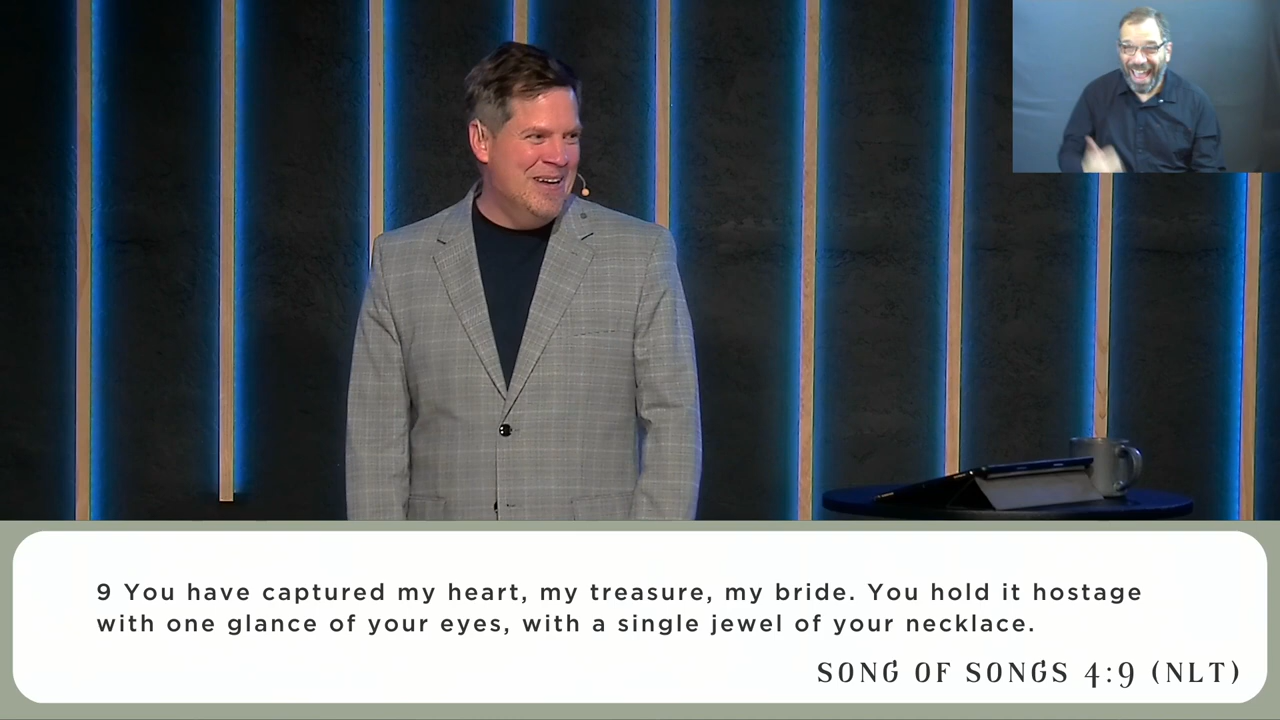 9 You have captured my heart, my treasure, my bride. You hold it hostage
with one glance of your eyes, with a single jewel of your necklace.
SONG OF SONGS 4:9 (NLT)